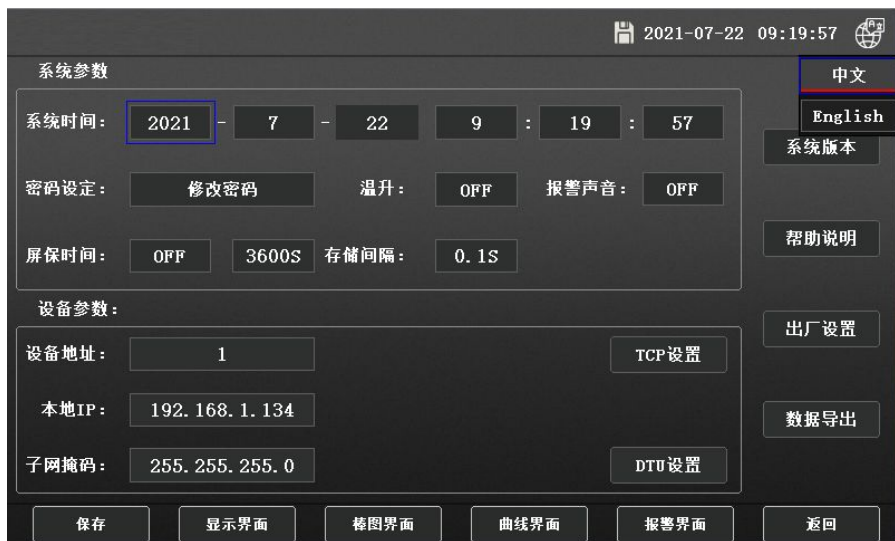 2021-07-22 09:19:57
系统参数
中文
English
系统时间： 2021 - 7 - 22 9 : 19 : 57
系统版本
密码设定： 修改密码 温升： OFF 报警声音： OFF
帮助说明
屏保时间： OFF 3600S 存储间隔： 0.1S
设备参数：
出厂设置
设备地址： 1 TCP设置
本地IP： 192.168.1.134
数据导出
子网掩码： 255.255.255.0 DTU设置
保存 显示界面 棒图界面 曲线界面 报警界面 返回